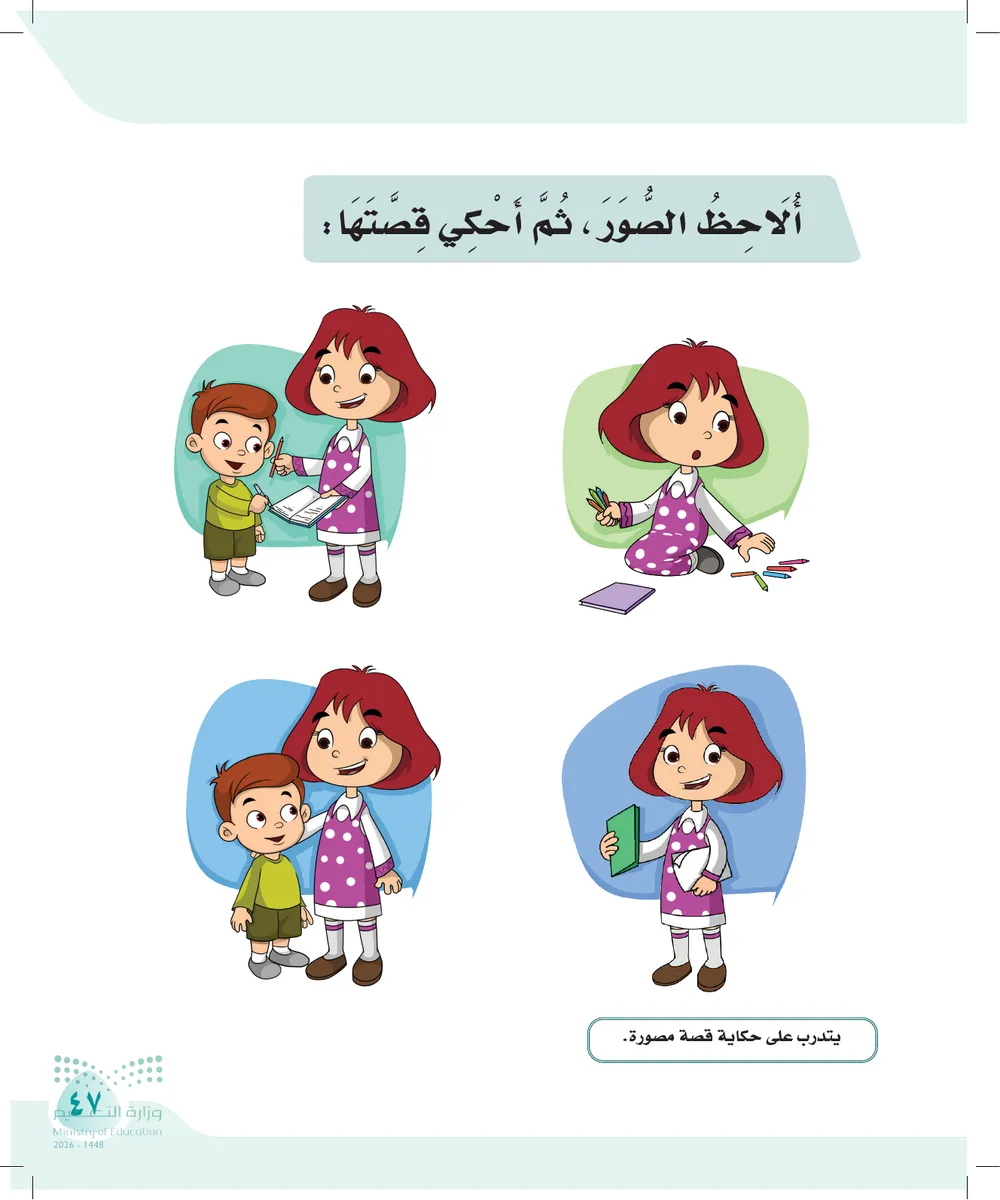 أُلَاحِظُ الصُّوَرَ، ثُمَّ أَحْكِي قِصَّتَهَا:
يتدرب على حكاية قصة مصورة.
٤٧
وزارة التعليم
Ministry of Education
2026 - 1448